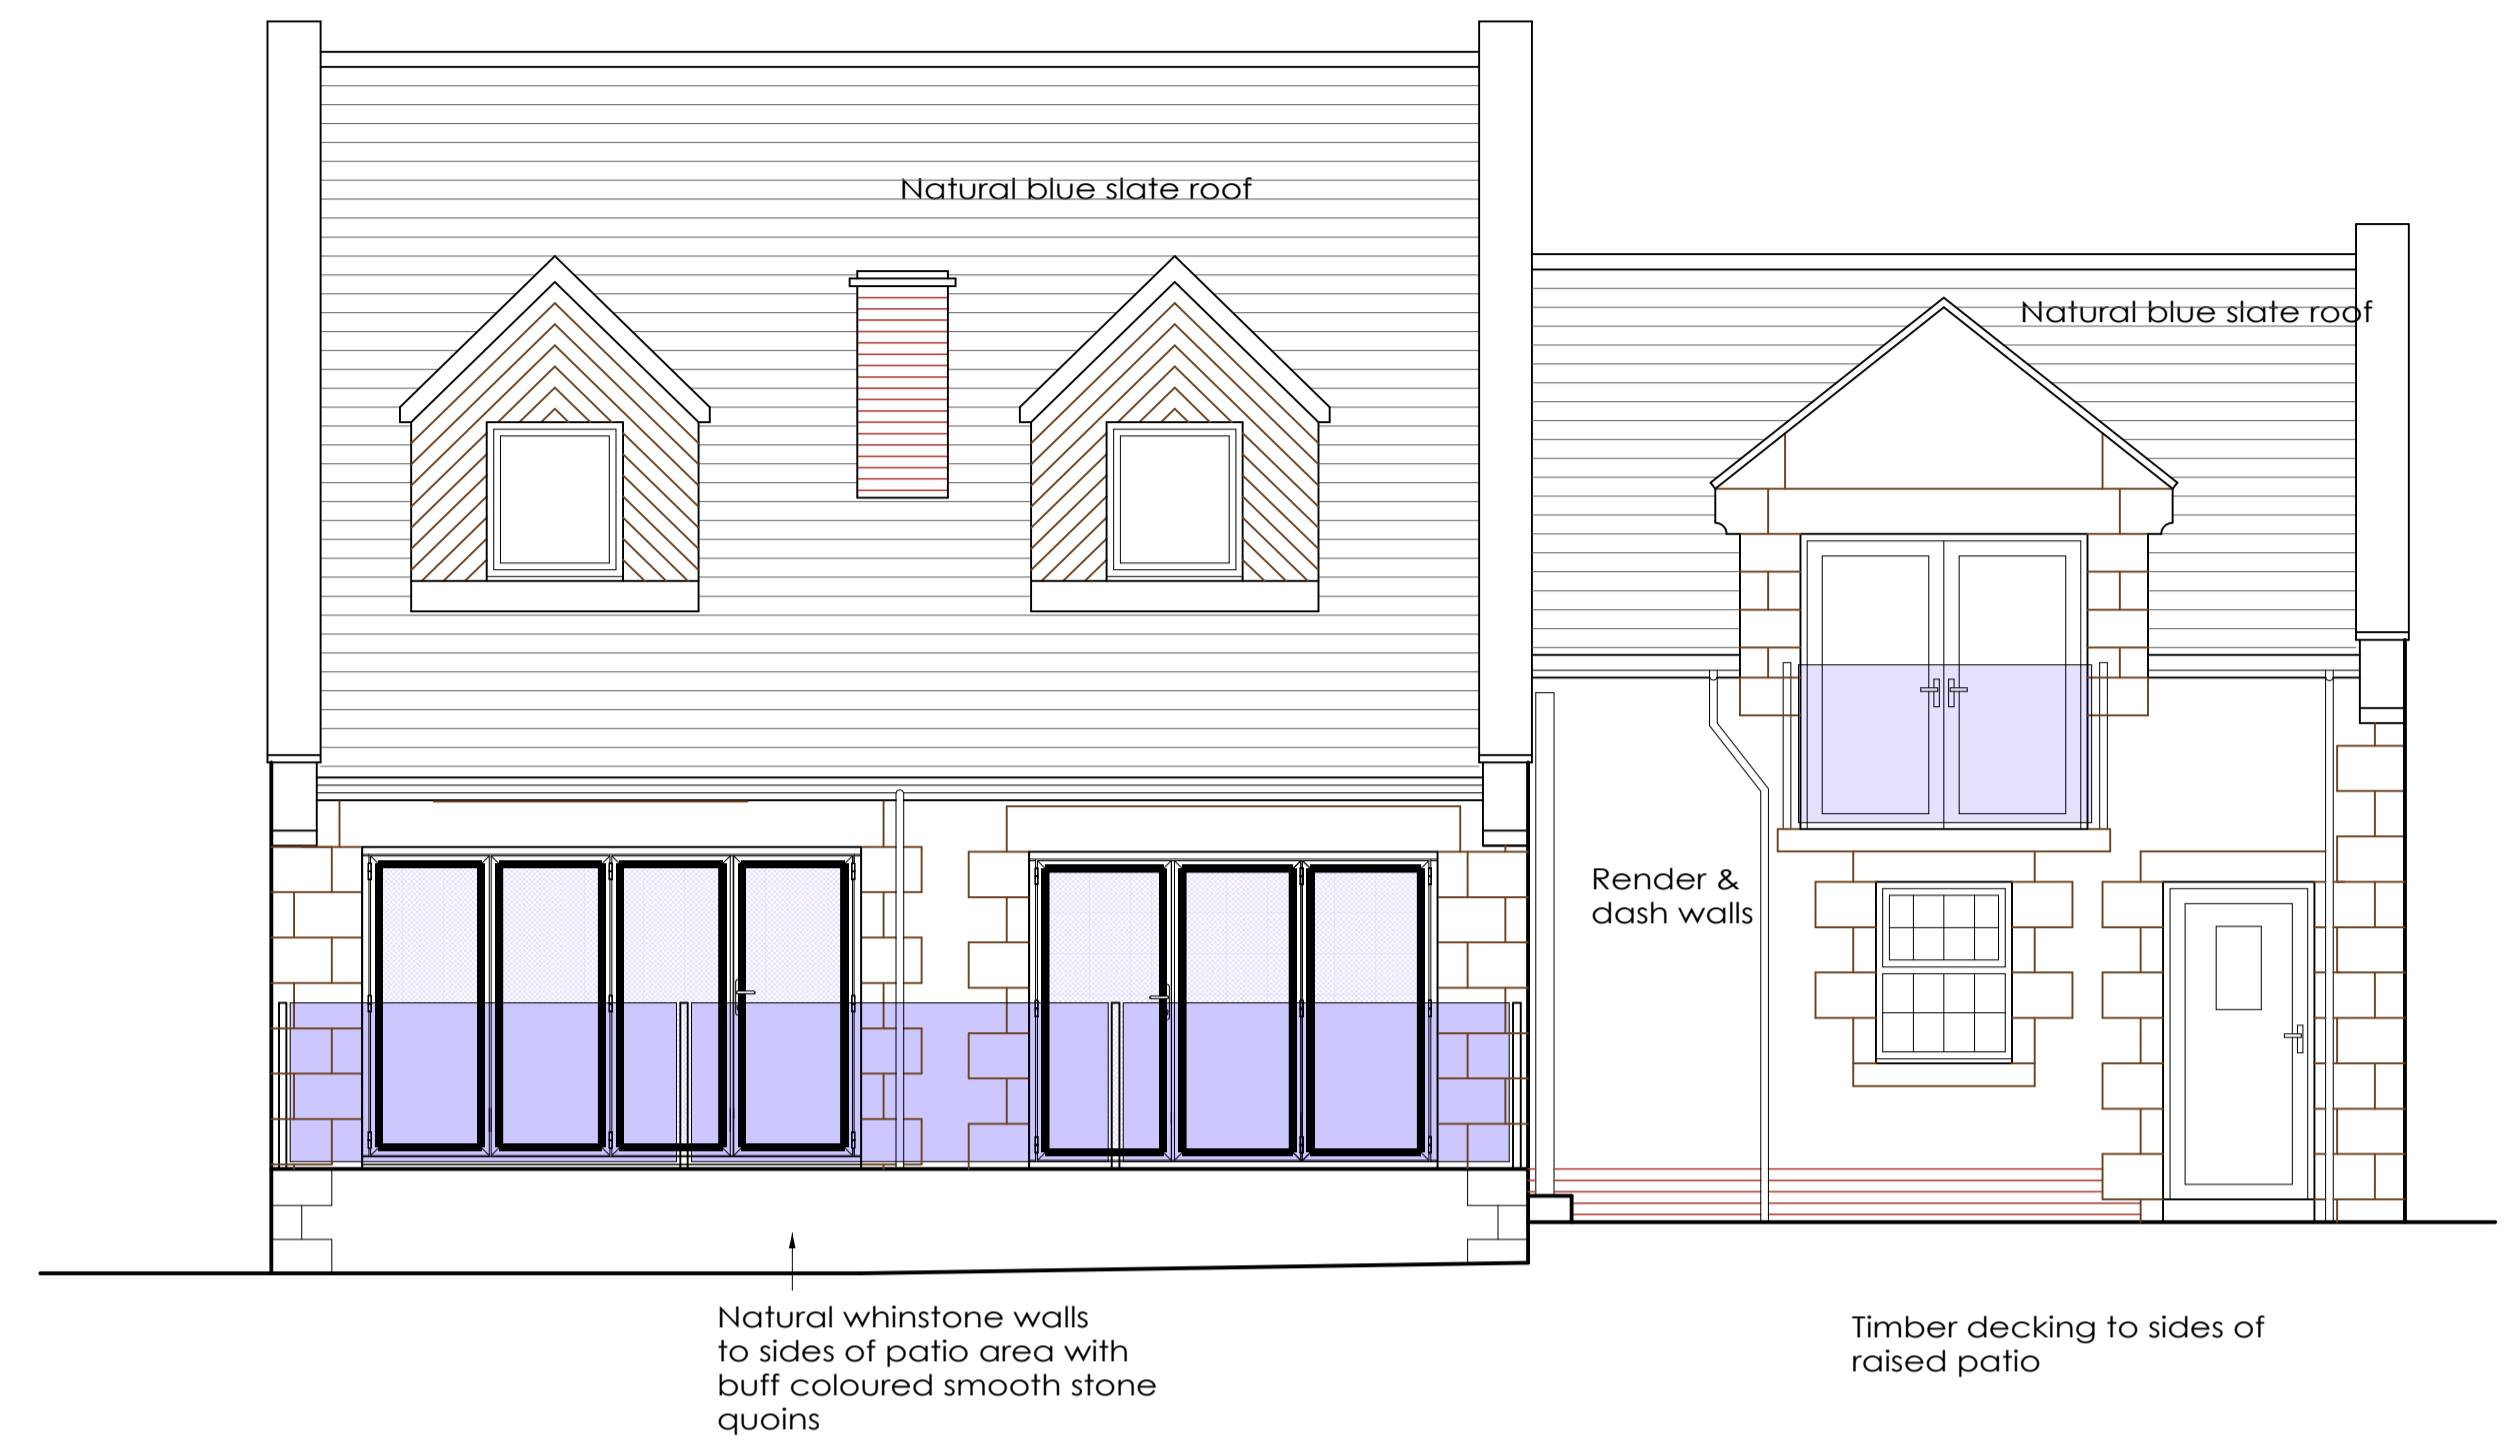 Natural blue slate roof
Natural blue slate roof
Render &
dash walls
Natural whinstone walls
to sides of patio area with
buff coloured smooth stone
quoins
Timber decking to sides of
raised patio